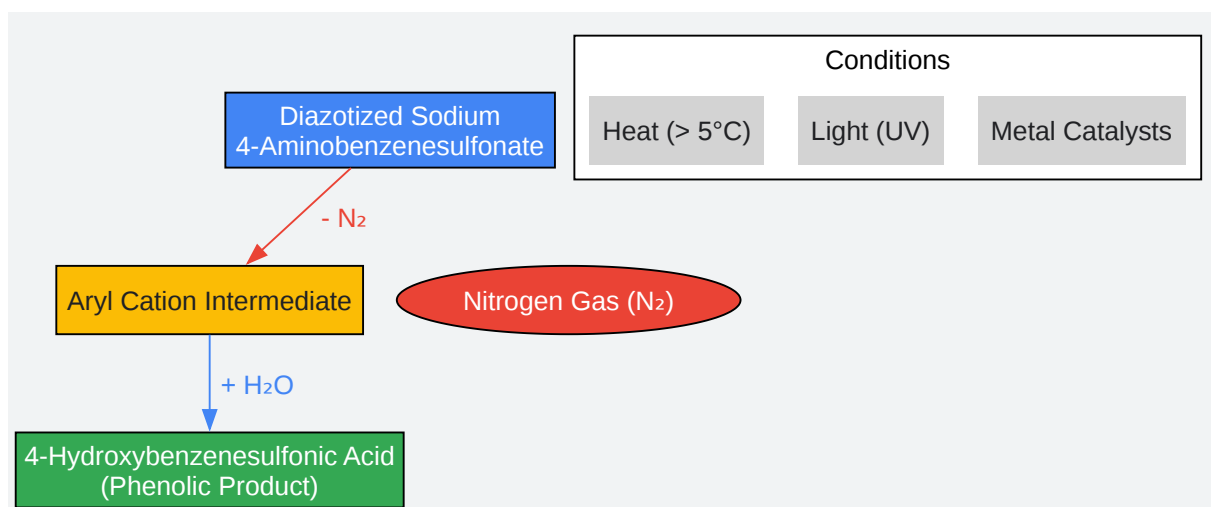 Conditions
Heat (> 5°C)
Light (UV)
Metal Catalysts
Diazotized Sodium
4-Aminobenzenesulfonate
- N₂
Aryl Cation Intermediate
Nitrogen Gas (N₂)
+ H₂O
4-Hydroxybenzenesulfonic Acid
(Phenolic Product)